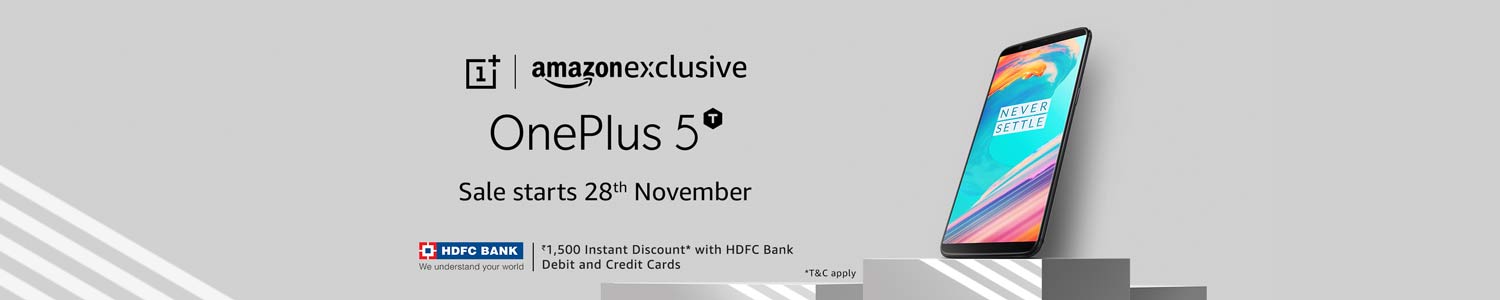 1+ | amazonexclusive
OnePlus 5T
Sale starts 28th November
HDFC BANK
We understand your world
₹1,500 Instant Discount* with HDFC Bank
Debit and Credit Cards
*T&C apply
NEVER
SETTLE